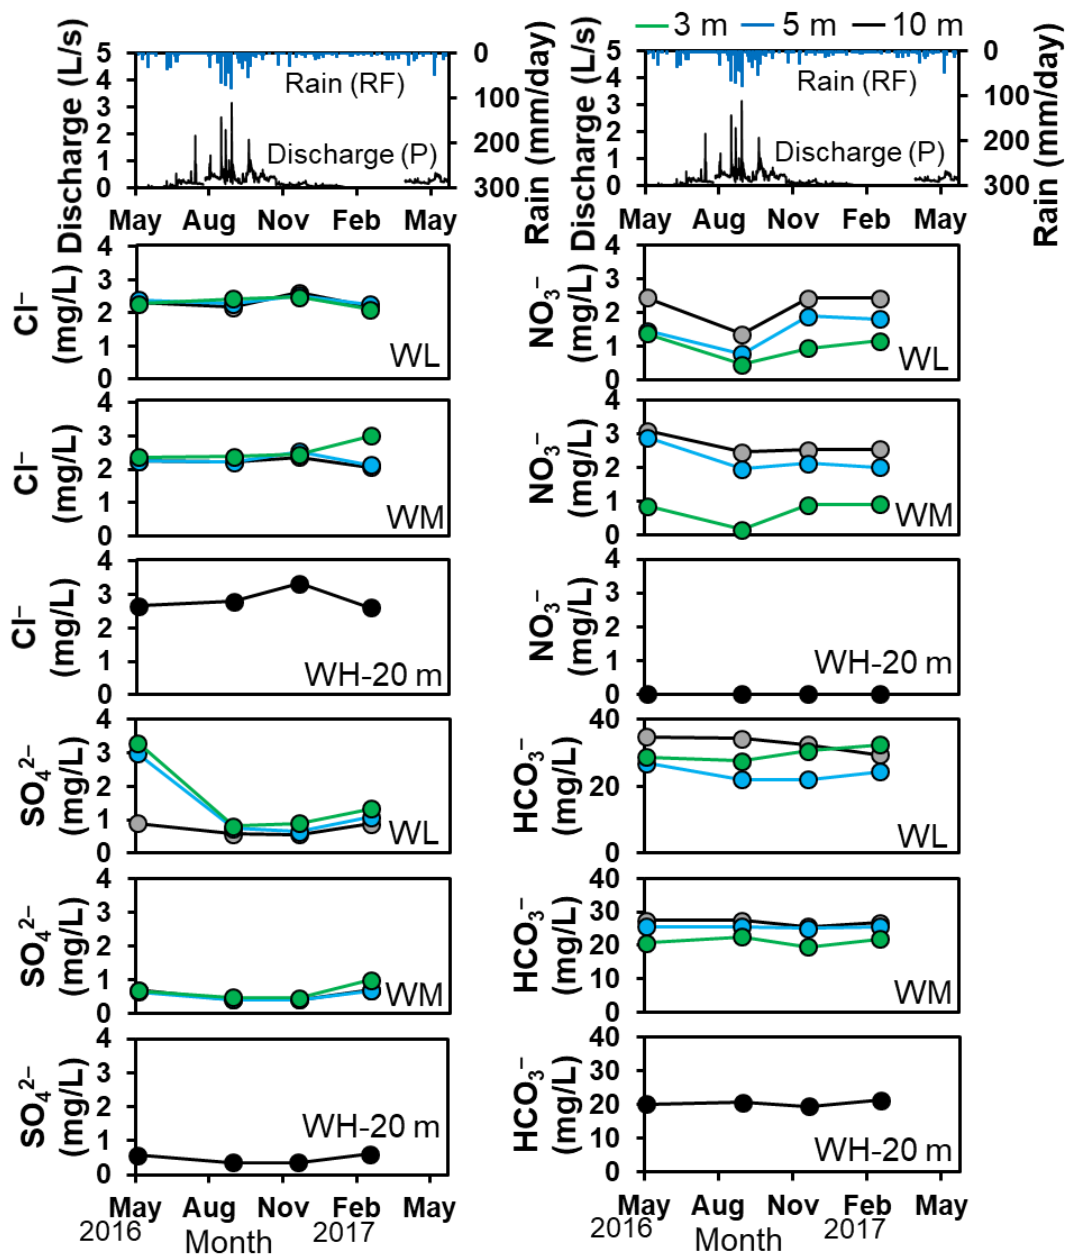 3 m 5 m 10 m
Discharge (L/s)
5
4
3
2
1
0
Rain (RF)
Discharge (P)
0
100
200
300
Rain (mm/day)
May Aug Nov Feb May
Discharge (L/s)
5
4
3
2
1
0
Rain (RF)
Discharge (P)
0
100
200
300
Rain (mm/day)
May Aug Nov Feb May
Cl⁻
(mg/L)
4
3
2
1
0
WL
NO₃⁻
(mg/L)
4
3
2
1
0
WL
Cl⁻
(mg/L)
4
3
2
1
0
WM
NO₃⁻
(mg/L)
4
3
2
1
0
WM
Cl⁻
(mg/L)
4
3
2
1
0
WH-20 m
NO₃⁻
(mg/L)
4
3
2
1
0
WH-20 m
SO₄²⁻
(mg/L)
4
3
2
1
0
WL
HCO₃⁻
(mg/L)
40
20
0
WL
SO₄²⁻
(mg/L)
4
3
2
1
0
WM
HCO₃⁻
(mg/L)
40
30
20
10
0
WM
SO₄²⁻
(mg/L)
4
3
2
1
0
WH-20 m
HCO₃⁻
(mg/L)
40
30
20
10
0
WH-20 m
May Aug Nov Feb May
2016 2017
Month
May Aug Nov Feb May
2016 2017
Month